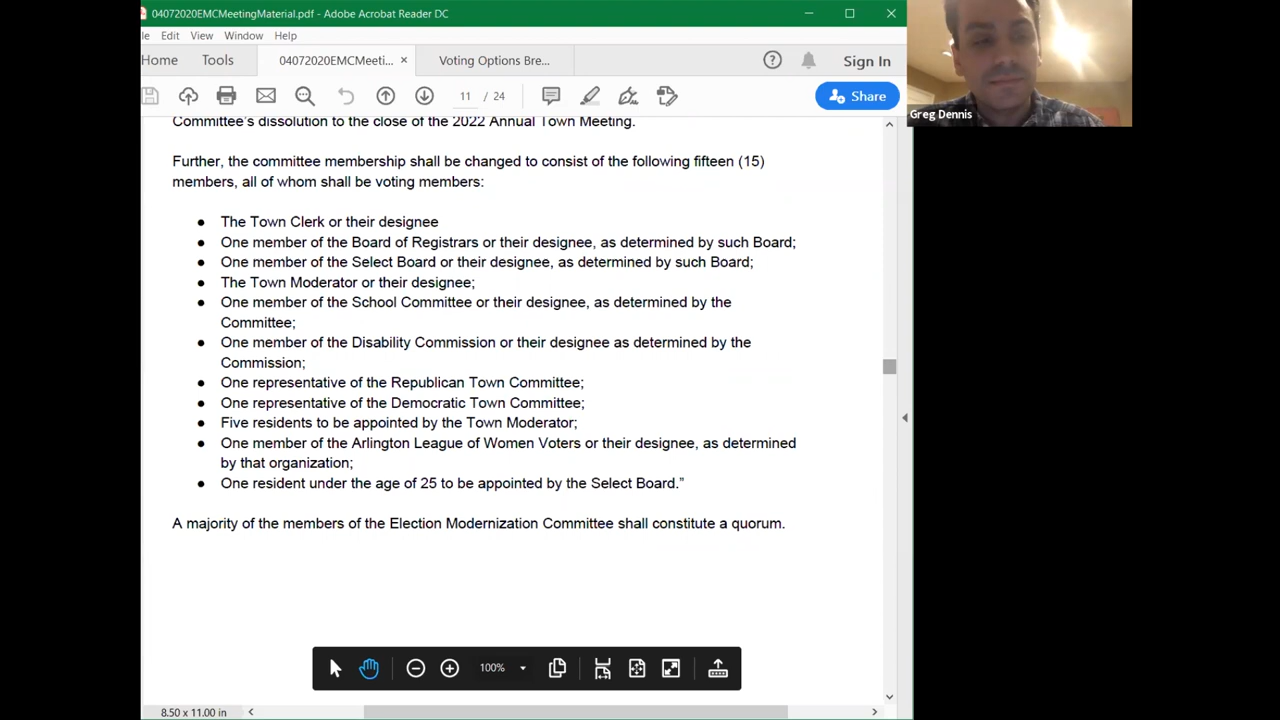 04072020EMCMeetingMaterial.pdf - Adobe Acrobat Reader DC
le Edit View Window Help
Home Tools 04072020EMCMeeti... × Voting Options Bre... Sign In
11 / 24 Share
Greg Dennis
Committee's dissolution to the close of the 2022 Annual Town Meeting.
Further, the committee membership shall be changed to consist of the following fifteen (15)
members, all of whom shall be voting members:
● The Town Clerk or their designee
● One member of the Board of Registrars or their designee, as determined by such Board;
● One member of the Select Board or their designee, as determined by such Board;
● The Town Moderator or their designee;
● One member of the School Committee or their designee, as determined by the
Committee;
● One member of the Disability Commission or their designee as determined by the
Commission;
● One representative of the Republican Town Committee;
● One representative of the Democratic Town Committee;
● Five residents to be appointed by the Town Moderator;
● One member of the Arlington League of Women Voters or their designee, as determined
by that organization;
● One resident under the age of 25 to be appointed by the Select Board.”
A majority of the members of the Election Modernization Committee shall constitute a quorum.
100%
8.50 x 11.00 in